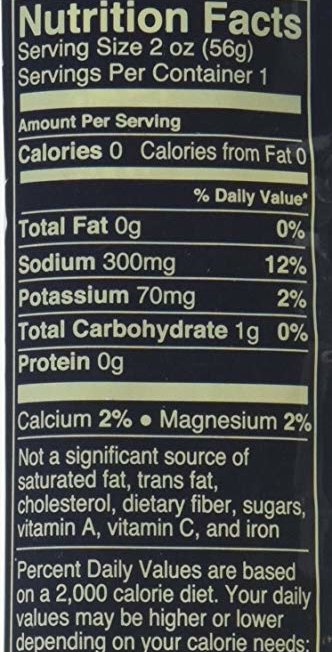 Nutrition Facts
Serving Size 2 oz (56g)
Servings Per Container 1
Amount Per Serving
Calories 0 Calories from Fat 0
% Daily Value*
Total Fat 0g 0%
Sodium 300mg 12%
Potassium 70mg 2%
Total Carbohydrate 1g 0%
Protein 0g
Calcium 2% ● Magnesium 2%
Not a significant source of
saturated fat, trans fat,
cholesterol, dietary fiber, sugars,
vitamin A, vitamin C, and iron
*Percent Daily Values are based
on a 2,000 calorie diet. Your daily
values may be higher or lower
depending on your calorie needs: